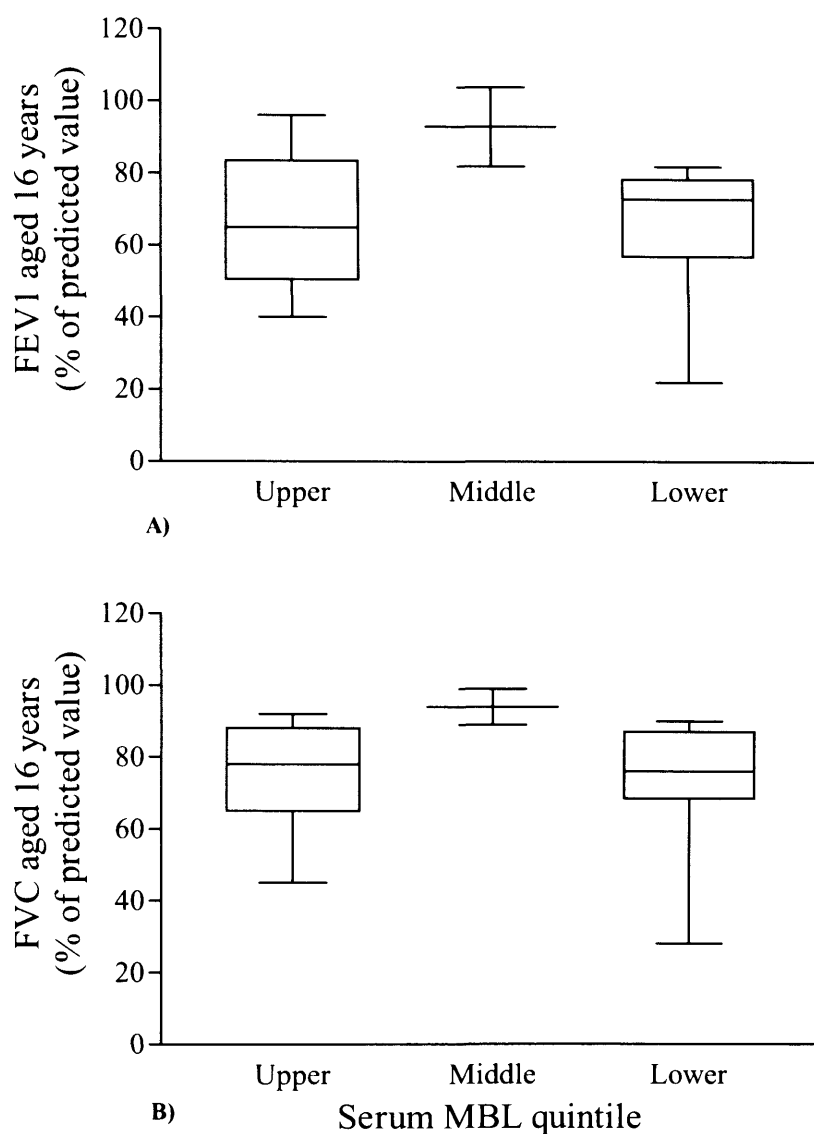 120
100
80
60
40
20
0
FEV1 aged 16 years
(% of predicted value)
Upper Middle Lower
A)
120
100
80
60
40
20
0
FVC aged 16 years
(% of predicted value)
Upper Middle Lower
B) Serum MBL quintile